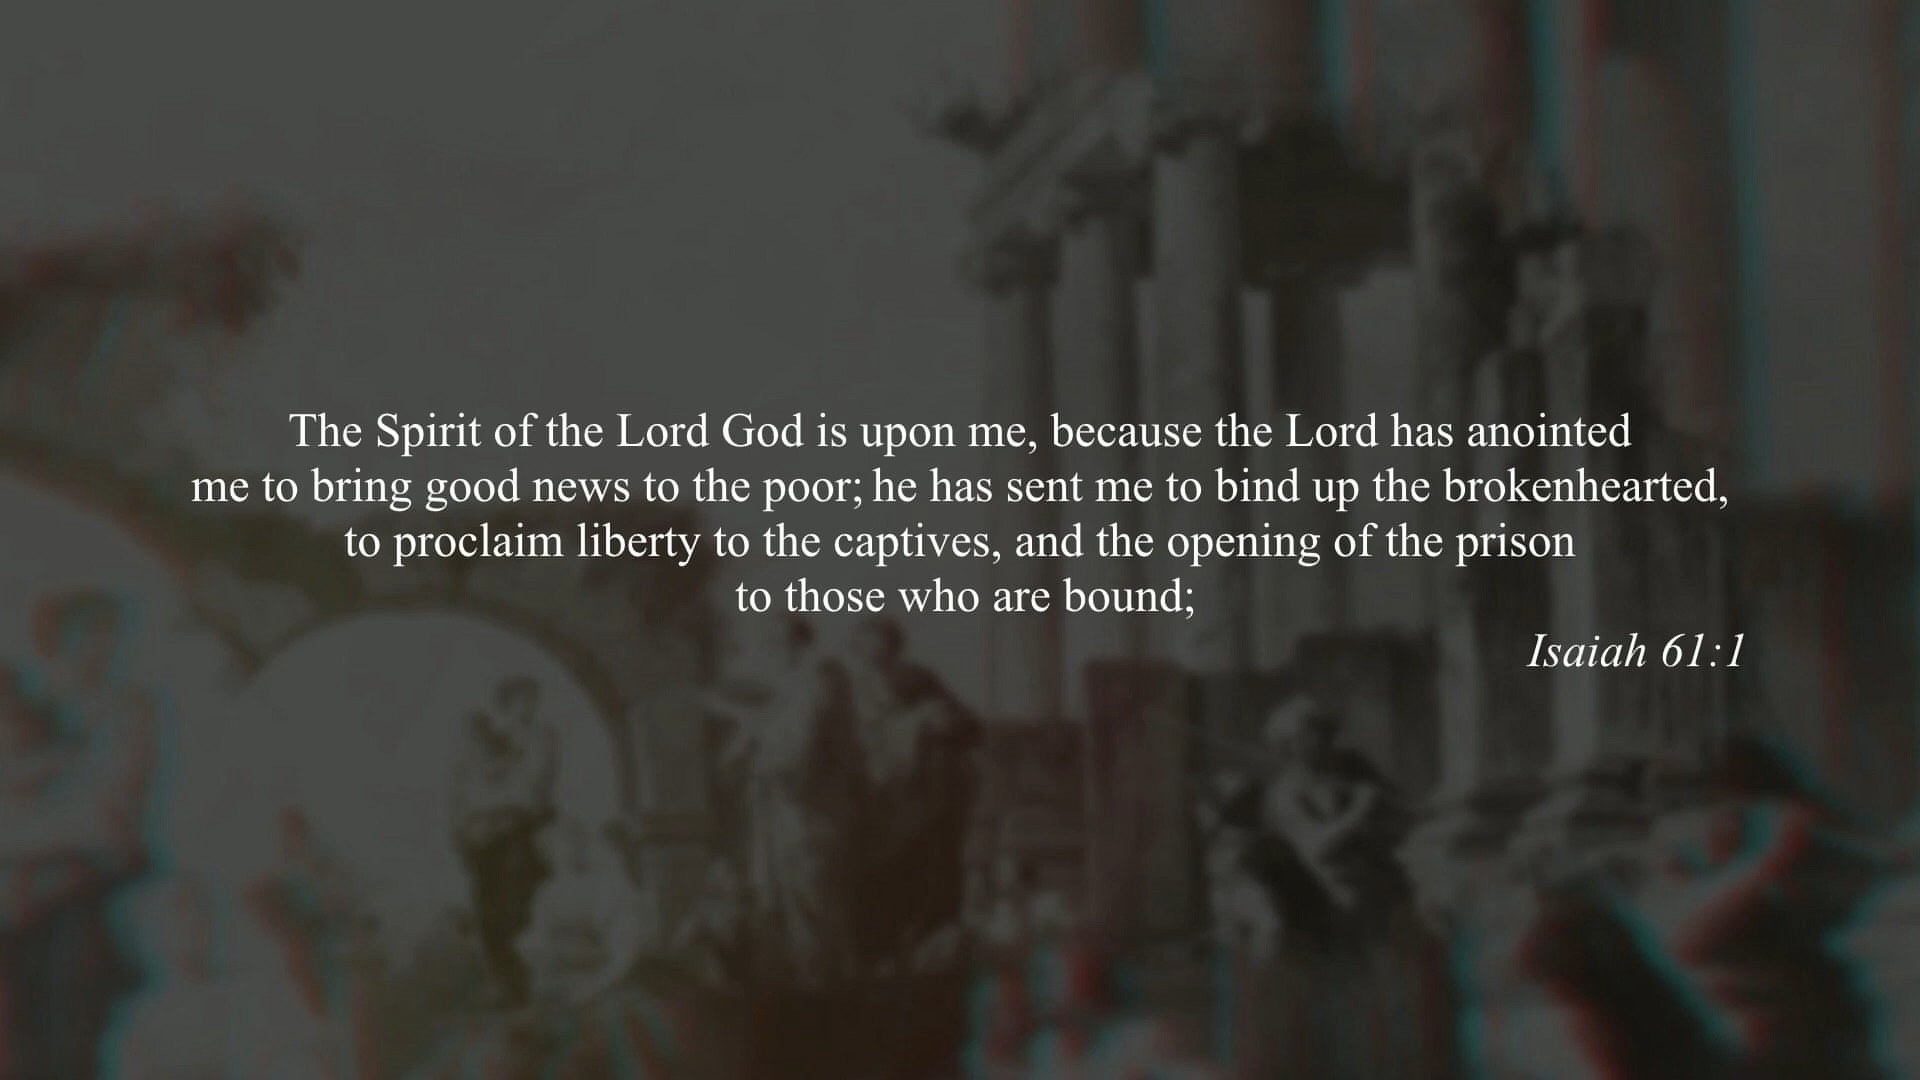 The Spirit of the Lord God is upon me, because the Lord has anointed
me to bring good news to the poor; he has sent me to bind up the brokenhearted,
to proclaim liberty to the captives, and the opening of the prison
to those who are bound;
Isaiah 61:1